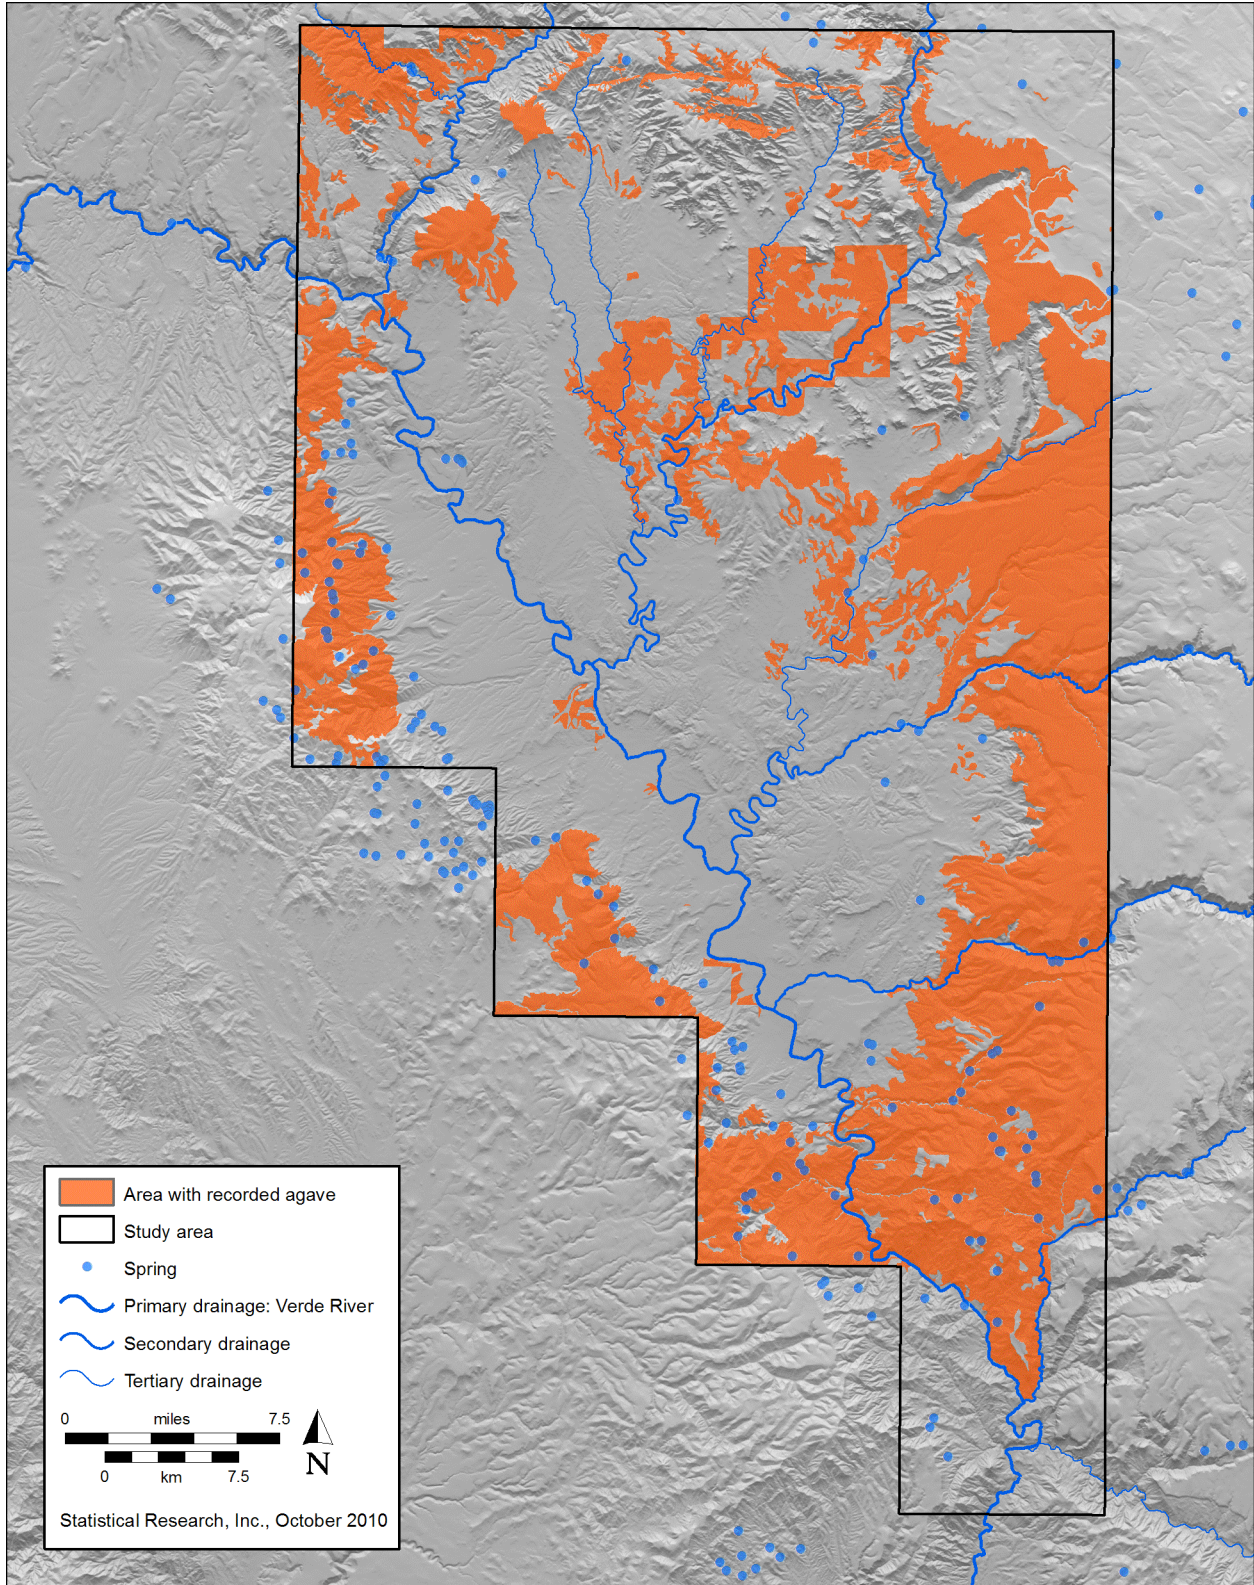 Area with recorded agave
Study area
Spring
Primary drainage: Verde River
Secondary drainage
Tertiary drainage
0 miles 7.5
0 km 7.5
N
Statistical Research, Inc., October 2010